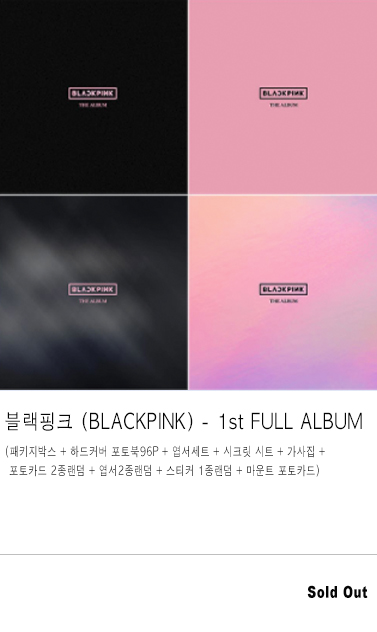 BLACKPINK
THE ALBUM
BLACKPINK
THE ALBUM
BLACKPINK
THE ALBUM
BLACKPINK
THE ALBUM
블랙핑크 (BLACKPINK) - 1st FULL ALBUM
(패키지박스 + 하드커버 포토북96P + 엽서세트 + 시크릿 시트 + 가사집 +
포토카드 2종랜덤 + 엽서2종랜덤 + 스티커 1종랜덤 + 마운트 포토카드)
Sold Out